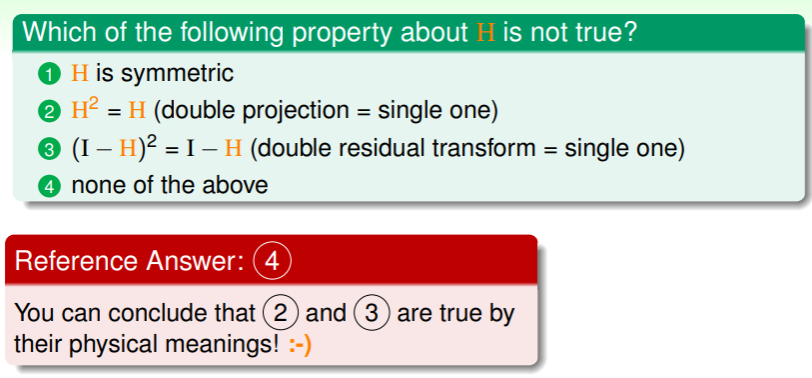 Which of the following property about H is not true?
1 H is symmetric
2 H² = H (double projection = single one)
3 (I − H)² = I − H (double residual transform = single one)
4 none of the above
Reference Answer: 4
You can conclude that 2 and 3 are true by
their physical meanings! :-)